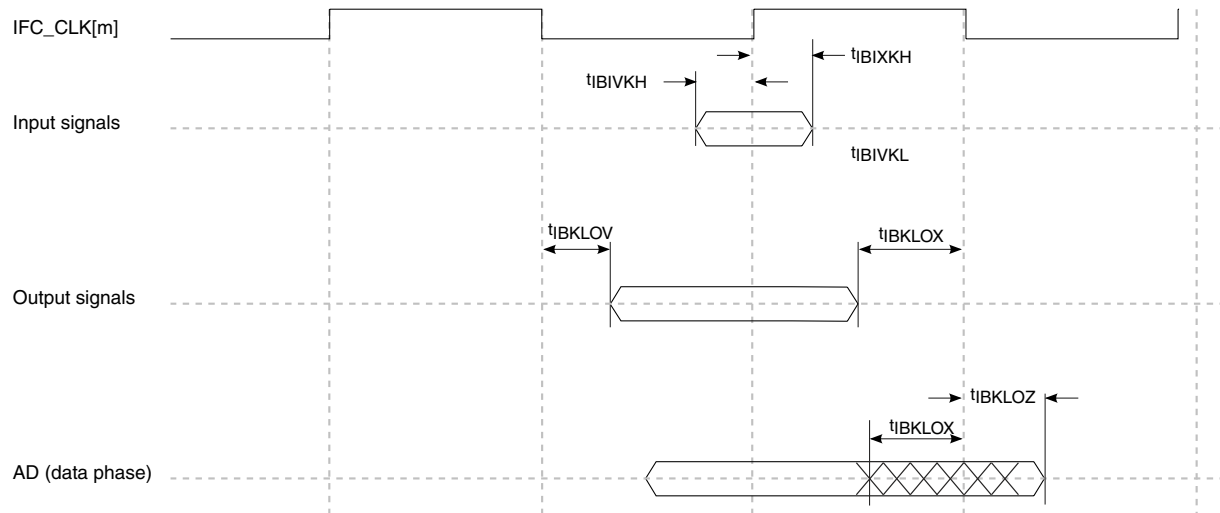 IFC_CLK[m]
tIBIXKH
tIBIVKH
Input signals
tIBIVKL
tIBKLOV
tIBKLOX
Output signals
tIBKLOZ
tIBKLOX
AD (data phase)